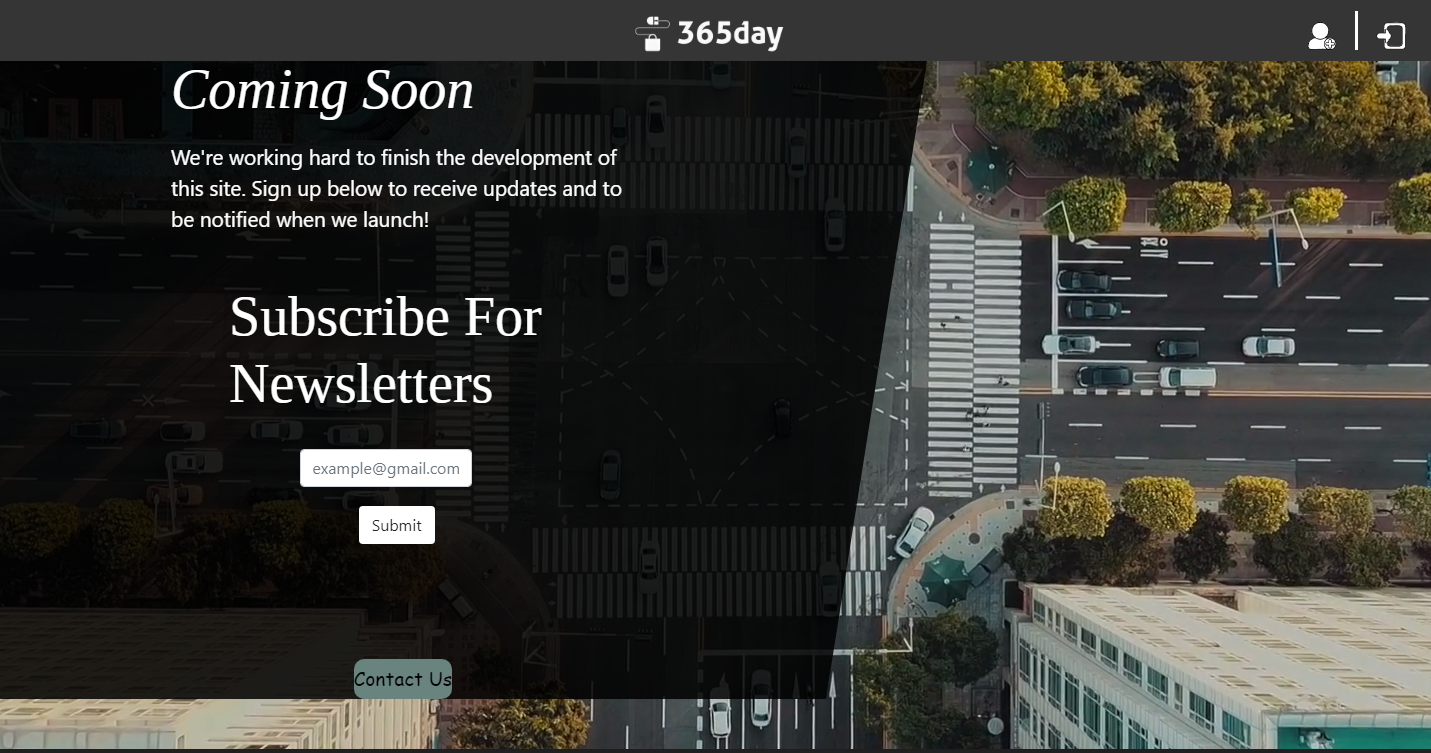 365day
Coming Soon
We're working hard to finish the development of
this site. Sign up below to receive updates and to
be notified when we launch!
Subscribe For
Newsletters
example@gmail.com
Submit
Contact Us